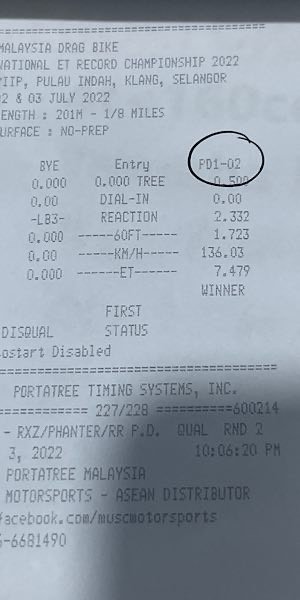 MALAYSIA DRAG BIKE
NATIONAL ET RECORD CHAMPIONSHIP 2022
PIIP, PULAU INDAH, KLANG, SELANGOR
02 & 03 JULY 2022
LENGTH : 201M - 1/8 MILES
SURFACE : NO-PREP
==============================
BYE Entry PD1-02
0.000 0.000 TREE 0.500
0.00 DIAL-IN 0.00
-LB3- REACTION 2.332
0.000 -----60FT----- 1.723
0.00 -----KM/H----- 136.03
0.000 ------ET------ 7.479
WINNER
FIRST
DISQUAL STATUS
ostart Disabled
==============================
PORTATREE TIMING SYSTEMS, INC.
=========== 227/228 ==========600214
- RXZ/PHANTER/RR P.D. QUAL RND 2
3, 2022 10:06:20 PM
PORTATREE MALAYSIA
MOTORSPORTS - ASEAN DISTRIBUTOR
facebook.com/muscmotorsports
-6681490